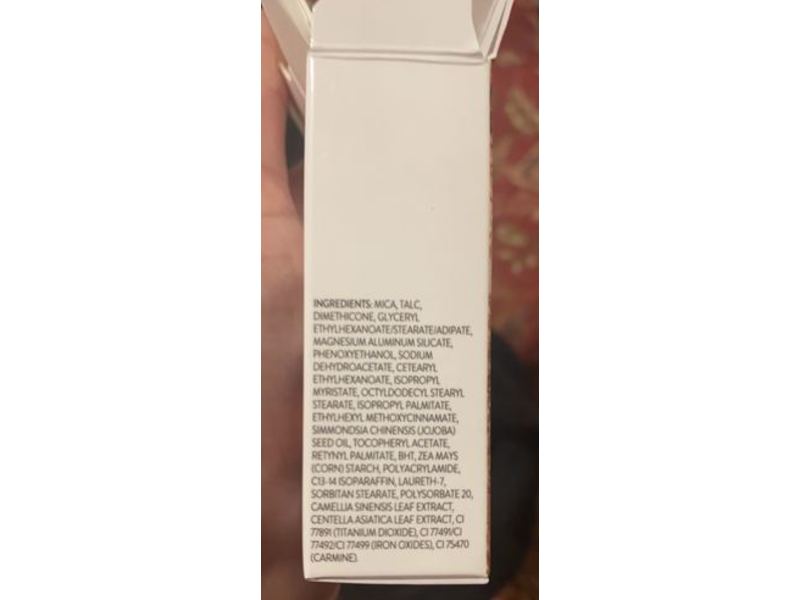 INGREDIENTS: MICA, TALC,
DIMETHICONE, GLYCERYL
ETHYLHEXANOATE/STEARATE/ADIPATE,
MAGNESIUM ALUMINUM SILICATE,
PHENOXYETHANOL, SODIUM
DEHYDROACETATE, CETEARYL
ETHYLHEXANOATE, ISOPROPYL
MYRISTATE, OCTYLDODECYL STEARYL
STEARATE, ISOPROPYL PALMITATE,
ETHYLHEXYL METHOXYCINNAMATE,
SIMMONDSIA CHINENSIS (JOJOBA)
SEED OIL, TOCOPHERYL ACETATE,
RETYNYL PALMITATE, BHT, ZEA MAYS
(CORN) STARCH, POLYACRYLAMIDE,
C13-14 ISOPARAFFIN, LAURETH-7,
SORBITAN STEARATE, POLYSORBATE 20,
CAMELLIA SINENSIS LEAF EXTRACT,
CENTELLA ASIATICA LEAF EXTRACT, CI
77891 (TITANIUM DIOXIDE), CI 77491/CI
77492/CI 77499 (IRON OXIDES), CI 75470
(CARMINE).